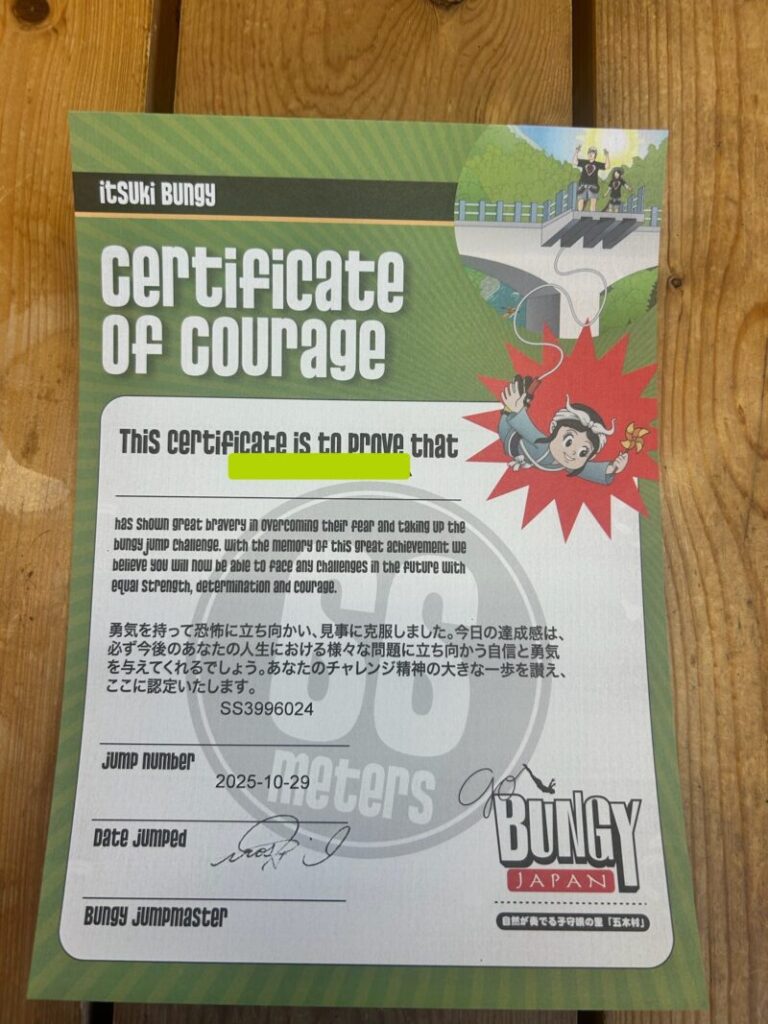 itsuki Bungy
certificate
of courage
This certificate is to prove that
has shown great bravery in overcoming their fear and taking up the
bungy jump challenge. With the memory of this great achievement we
believe you will now be able to face any challenges in the future with
equal strength, determination and courage.
勇気を持って恐怖に立ち向かい、見事に克服しました。今日の達成感は、
必ず今後のあなたの人生における様々な問題に立ち向かう自信と勇気
を与えてくれるでしょう。あなたのチャレンジ精神の大きな一歩を讃え、
ここに認定いたします。
66
meters
SS3996024
Jump number
2025-10-29
Date jumped
Bungy jumpmaster
go
BUNGY
JAPAN
自然が奏でる子守唄の里「五木村」